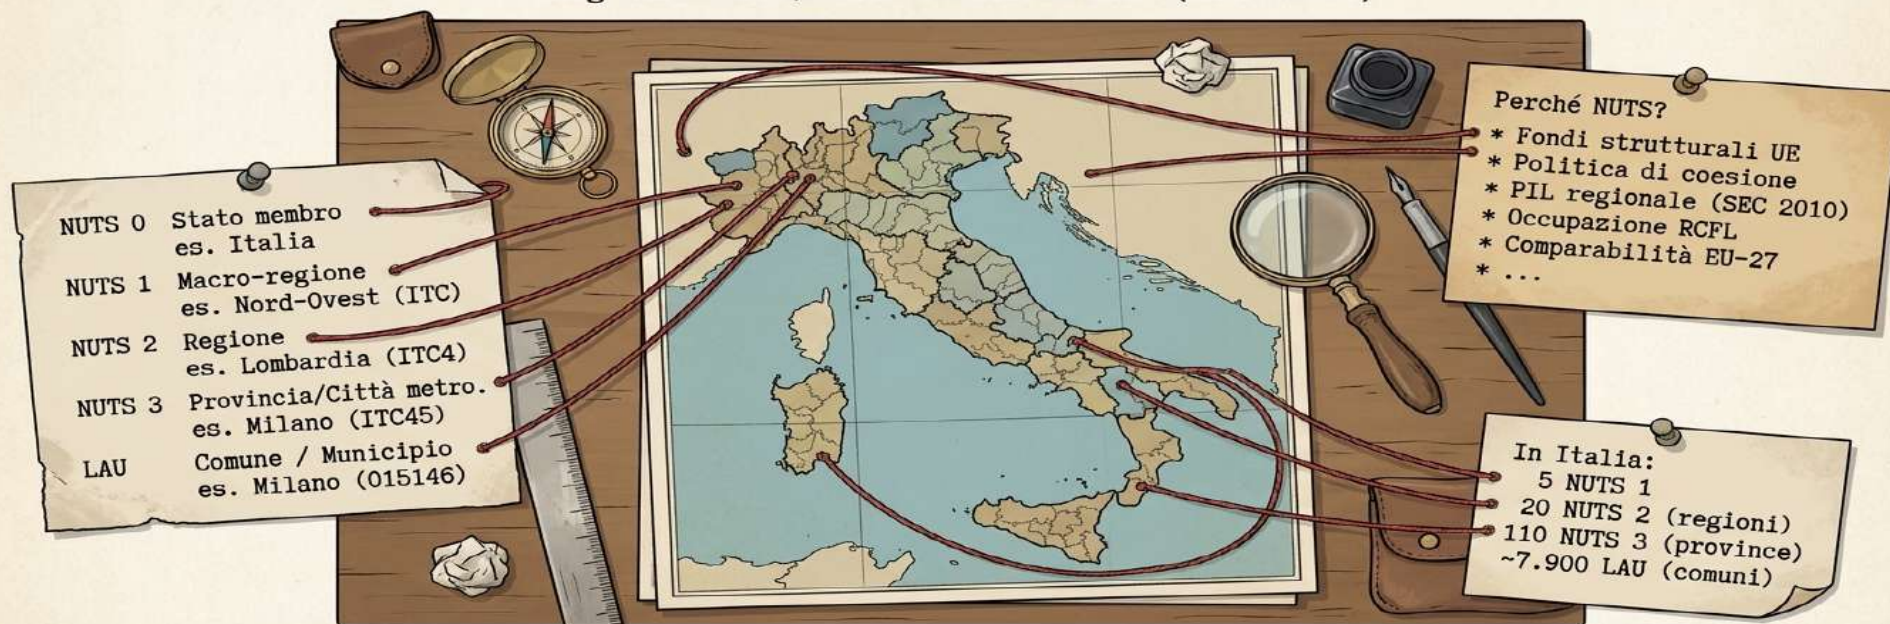 NUTS 0 Stato membro
es. Italia
NUTS 1 Macro-regione
es. Nord-Ovest (ITC)
NUTS 2 Regione
es. Lombardia (ITC4)
NUTS 3 Provincia/Città metro.
es. Milano (ITC45)
LAU Comune / Municipio
es. Milano (015146)
Perché NUTS?
* Fondi strutturali UE
* Politica di coesione
* PIL regionale (SEC 2010)
* Occupazione RCFL
* Comparabilità EU-27
* ...
In Italia:
5 NUTS 1
20 NUTS 2 (regioni)
110 NUTS 3 (province)
~7.900 LAU (comuni)